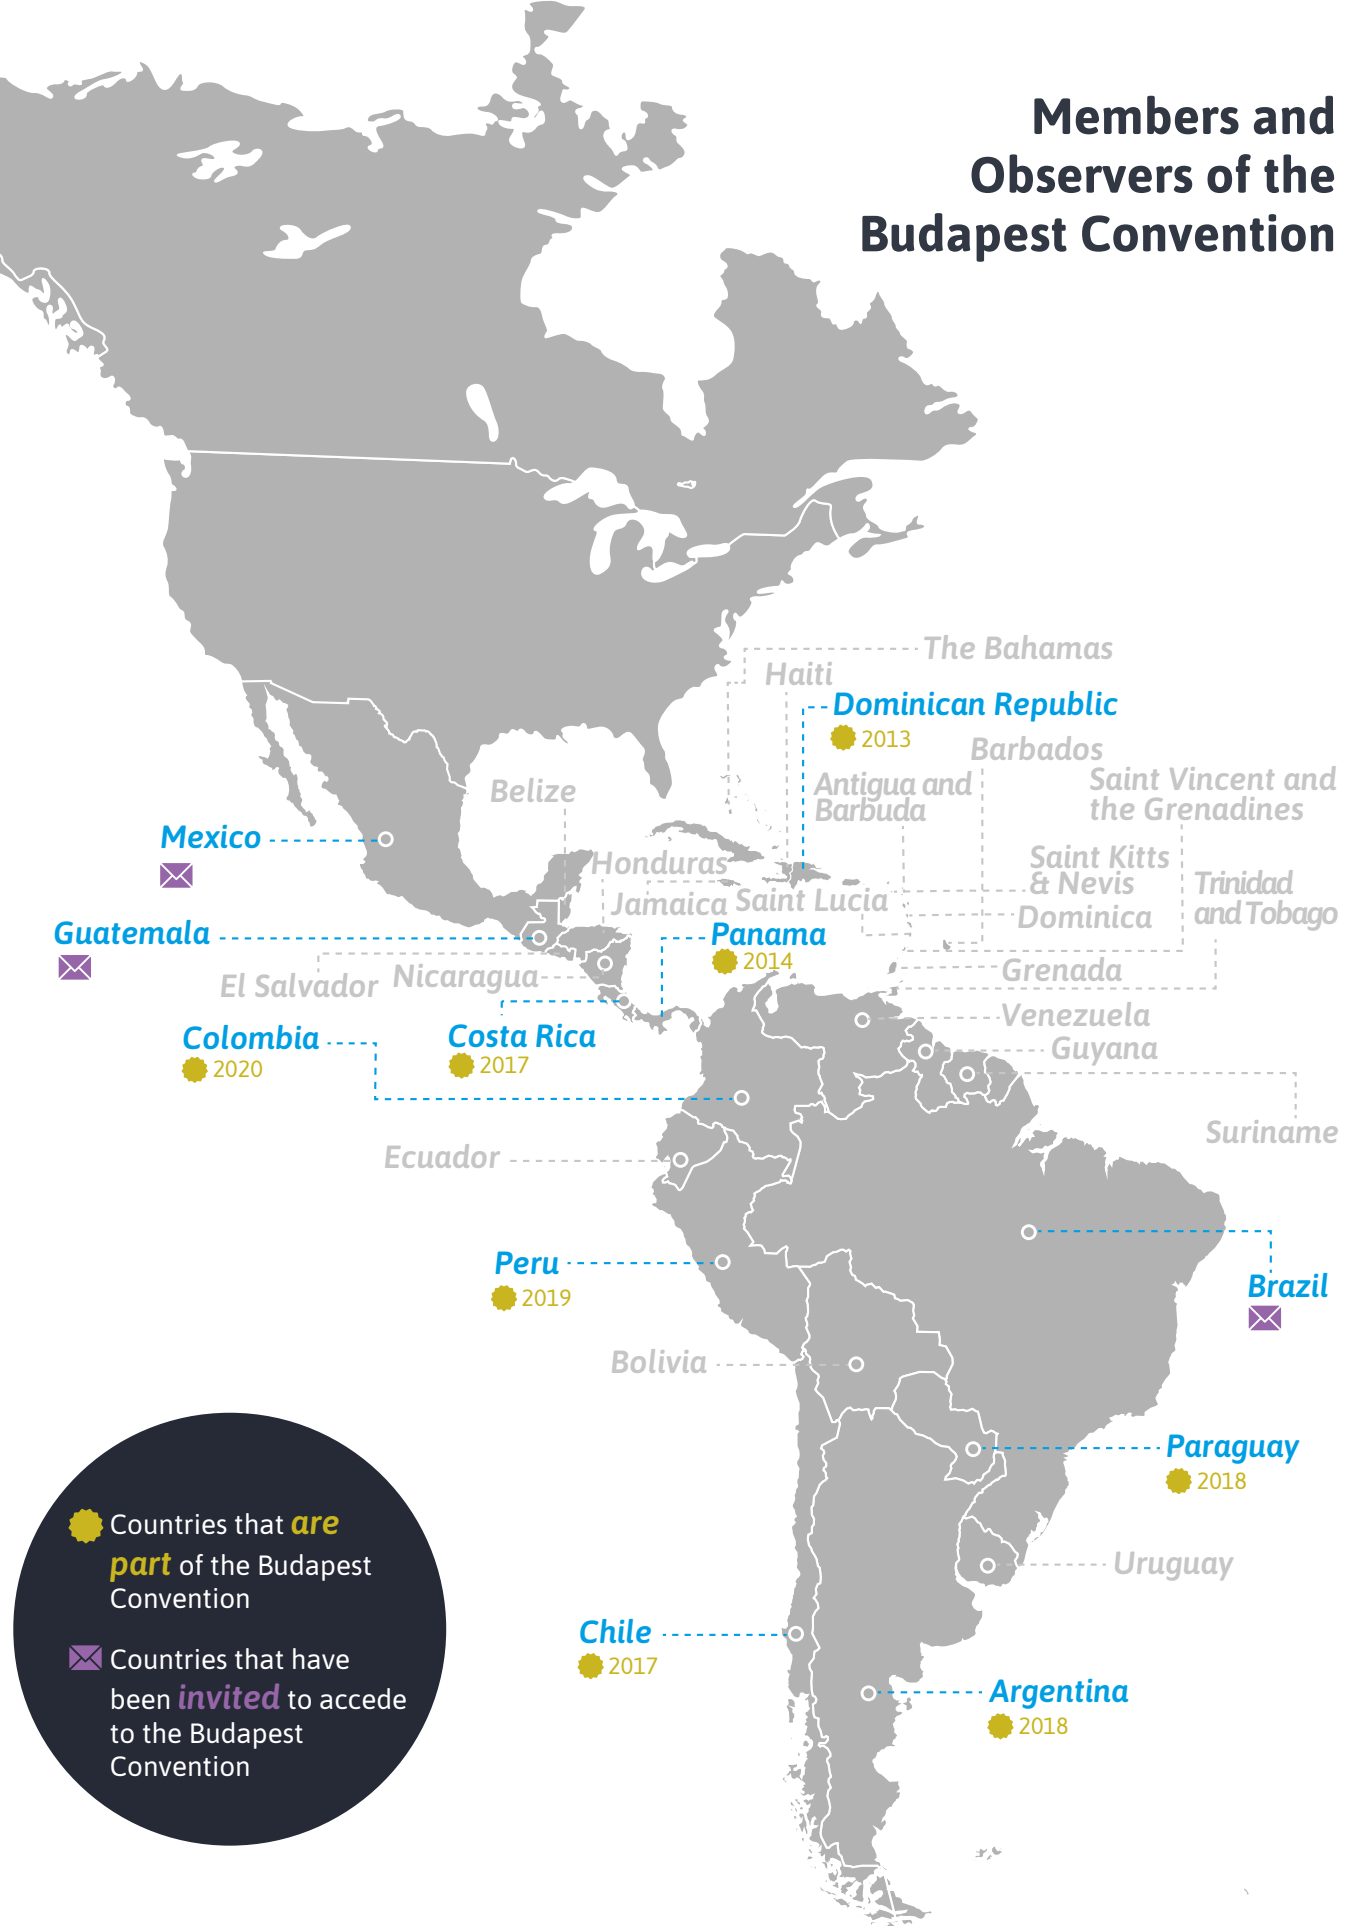 Members and
Observers of the
Budapest Convention
The Bahamas
Haiti
Dominican Republic
2013
Barbados
Antigua and
Barbuda
Saint Vincent and
the Grenadines
Belize
Mexico
Honduras
Saint Kitts
& Nevis
Trinidad
and Tobago
Jamaica
Saint Lucia
Dominica
Guatemala
Panama
2014
El Salvador
Nicaragua
Grenada
Venezuela
Colombia
2020
Costa Rica
2017
Guyana
Suriname
Ecuador
Peru
2019
Brazil
Bolivia
Paraguay
2018
Uruguay
Chile
2017
Argentina
2018
Countries that are
part of the Budapest
Convention
Countries that have
been invited to accede
to the Budapest
Convention